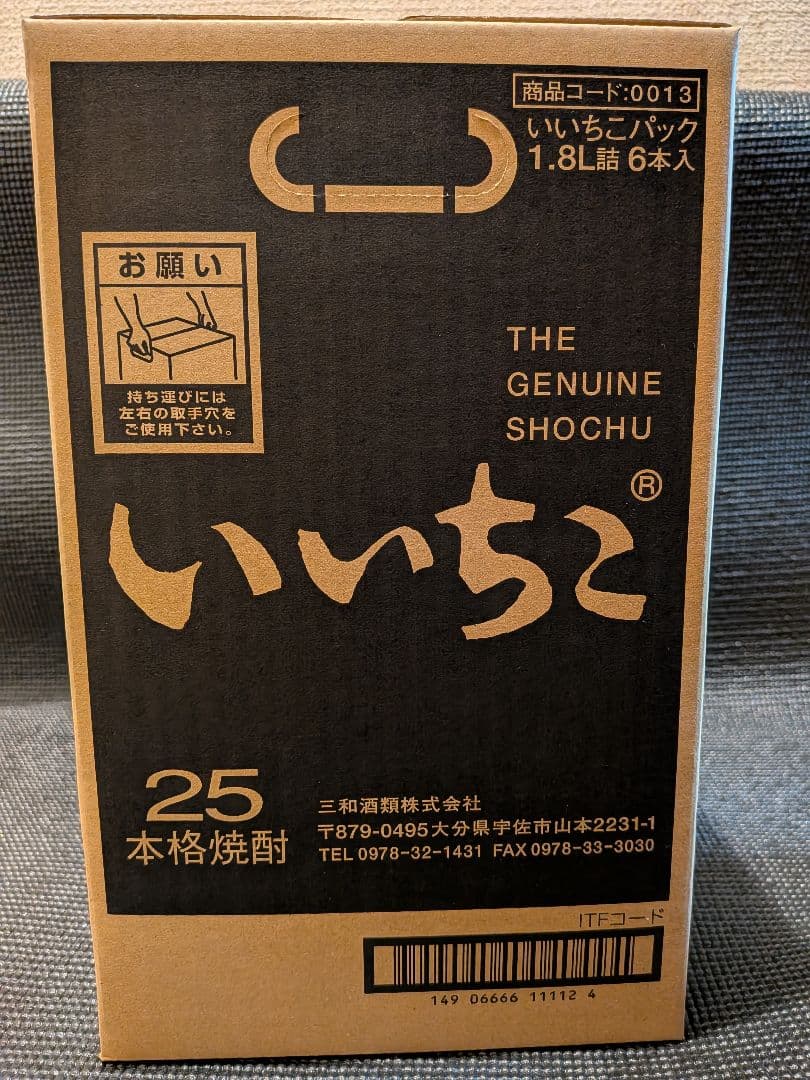 商品コード:0013
いいちこパック
1.8L詰 6本入
お願い
持ち運びには
左右の取手穴を
ご使用下さい。
THE
GENUINE
SHOCHU
いいちこ®
25
本格焼酎
三和酒類株式会社
〒879-0495大分県宇佐市山本2231-1
TEL 0978-32-1431 FAX 0978-33-3030
ITFコード
149 06666 11112 4